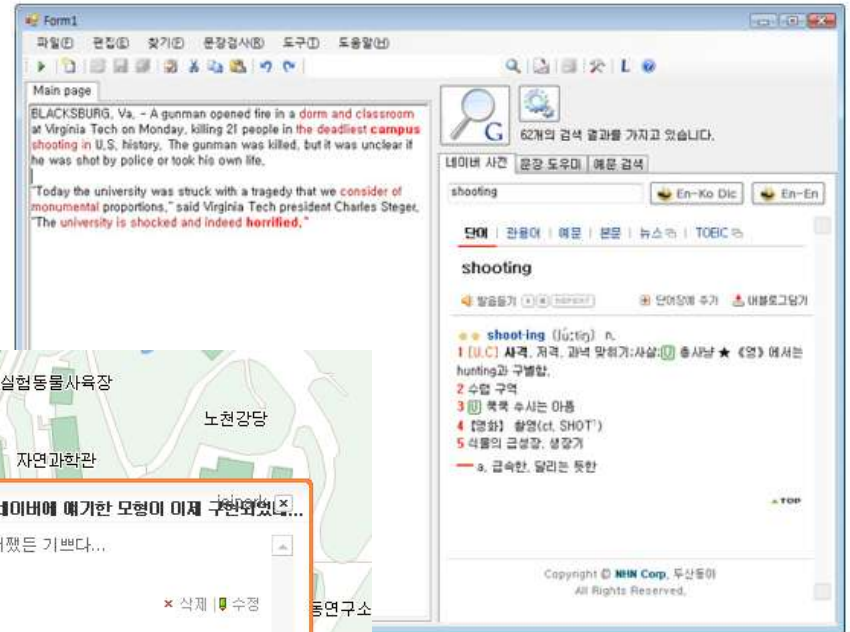 Form1
파일(F) 편집(E) 찾기(F) 문장검사(R) 도구(T) 도움말(H)
L
Main page
BLACKSBURG, Va. - A gunman opened fire in a dorm and classroom
at Virginia Tech on Monday, killing 21 people in the deadliest campus
shooting in U.S. history. The gunman was killed, but it was unclear if
he was shot by police or took his own life.
"Today the university was struck with a tragedy that we consider of
monumental proportions," said Virginia Tech president Charles Steger.
"The university is shocked and indeed horrified."
G
62개의 검색 결과를 가지고 있습니다.
네이버 사전 문장 도우미 예문 검색
shooting En-Ko Dic En-En
단어 | 관용어 | 예문 | 본문 | 뉴스 | TOEIC
shooting
발음듣기 REPEAT 단어장에 추가 내블로그담기
shoot·ing n.
1 [U,C] 사격, 저격, 과녁 맞히기;사살;[U] 총사냥 ★ 《영》 에서는
hunting과 구별함.
2 수렵 구역
3 [U] 쿡쿡 쑤시는 아픔
4 【영화】 촬영(cf. SHOT¹)
5 식물의 급성장, 생장기
━ a. 급속한, 달리는 듯한
TOP
Copyright © NHN Corp, 두산동아
All Rights Reserved.
실험동물사육장
노천강당
자연과학관
네이버에 얘기한 모형이 이제 구현되었네...
쨌든 기쁘다...
삭제 | 수정
동연구소